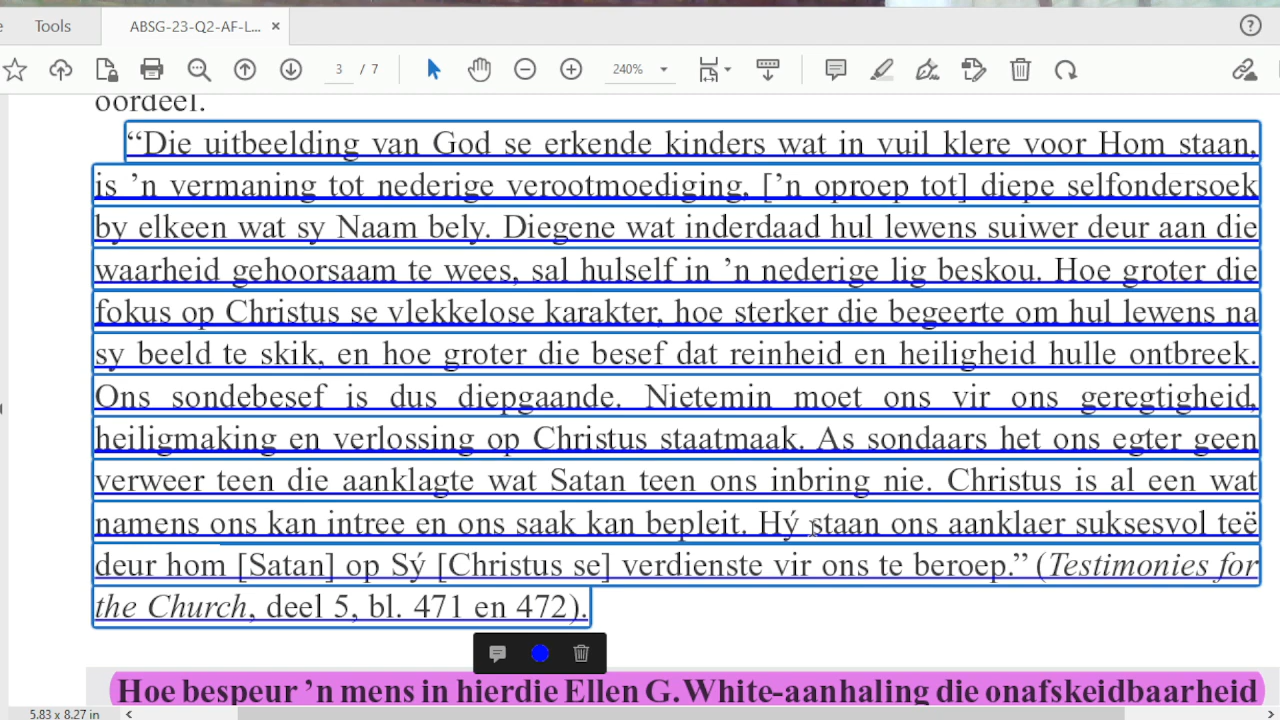 Tools
ABSG-23-Q2-AF-L... ×
3 / 7
240%
oordeel.
“Die uitbeelding van God se erkende kinders wat in vuil klere voor Hom staan,
is ’n vermaning tot nederige verootmoediging, [’n oproep tot] diepe selfondersoek
by elkeen wat sy Naam bely. Diegene wat inderdaad hul lewens suiwer deur aan die
waarheid gehoorsaam te wees, sal hulself in ’n nederige lig beskou. Hoe groter die
fokus op Christus se vlekkelose karakter, hoe sterker die begeerte om hul lewens na
sy beeld te skik, en hoe groter die besef dat reinheid en heiligheid hulle ontbreek.
Ons sondebesef is dus diepgaande. Nietemin moet ons vir ons geregtigheid,
heiligmaking en verlossing op Christus staatmaak. As sondaars het ons egter geen
verweer teen die aanklagte wat Satan teen ons inbring nie. Christus is al een wat
namens ons kan intree en ons saak kan bepleit. Hý staan ons aanklaer suksesvol teë
deur hom [Satan] op Sý [Christus se] verdienste vir ons te beroep.” (Testimonies for
the Church, deel 5, bl. 471 en 472).
Hoe bespeur ’n mens in hierdie Ellen G. White-aanhaling die onafskeidbaarheid
5.83 x 8.27 in